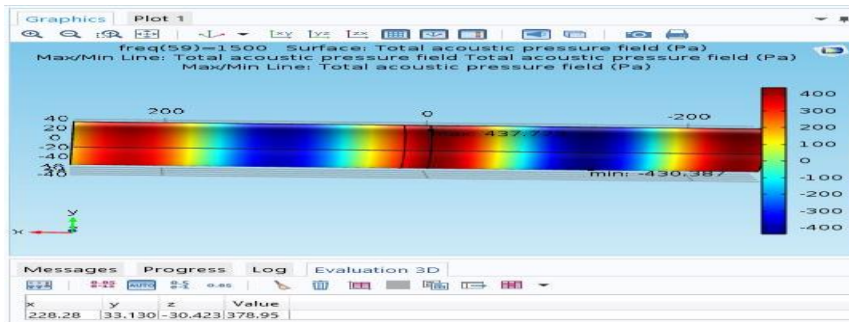 Graphics Plot 1
freq(59)=1500 Surface: Total acoustic pressure field (Pa)
Max/Min Line: Total acoustic pressure field Total acoustic pressure field (Pa)
Max/Min Line: Total acoustic pressure field (Pa)
200 0 -200
40
20
0
-20
-40
-40
min: -430.387
400
300
200
100
0
-100
-200
-300
-400
y
x
Messages Progress Log Evaluation 3D
AUTO
x y z Value
228.28 33.130 -30.423 378.95